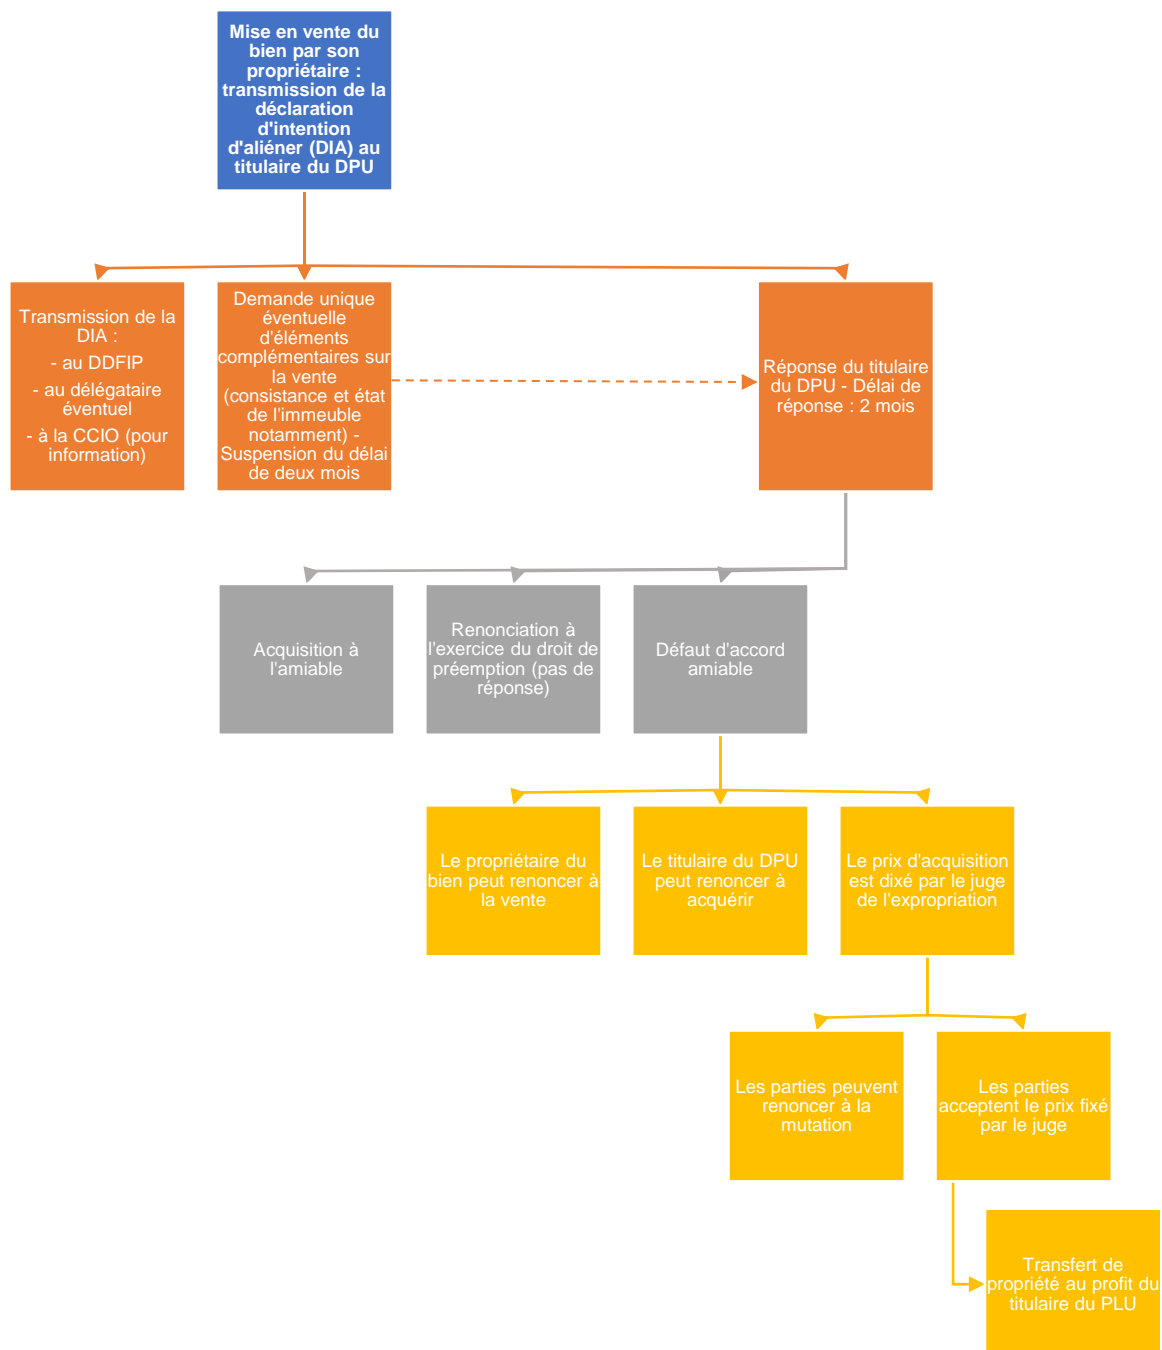 Mise en vente du
bien par son
propriétaire :
transmission de la
déclaration
d'intention
d'aliéner (DIA) au
titulaire du DPU
Transmission de la
DIA :
- au DDFIP
- au délégataire
éventuel
- à la CCIO (pour
information)
Demande unique
éventuelle
d'éléments
complémentaires sur
la vente
(consistance et état
de l'immeuble
notamment) -
Suspension du délai
de deux mois
Réponse du titulaire
du DPU - Délai de
réponse : 2 mois
Acquisition à
l'amiable
Renonciation à
l'exercice du droit de
préemption (pas de
réponse)
Défaut d'accord
amiable
Le propriétaire du
bien peut renoncer à
la vente
Le titulaire du DPU
peut renoncer à
acquérir
Le prix d'acquisition
est dixé par le juge
de l'expropriation
Les parties peuvent
renoncer à la
mutation
Les parties
acceptent le prix fixé
par le juge
Transfert de
propriété au profit du
titulaire du PLU